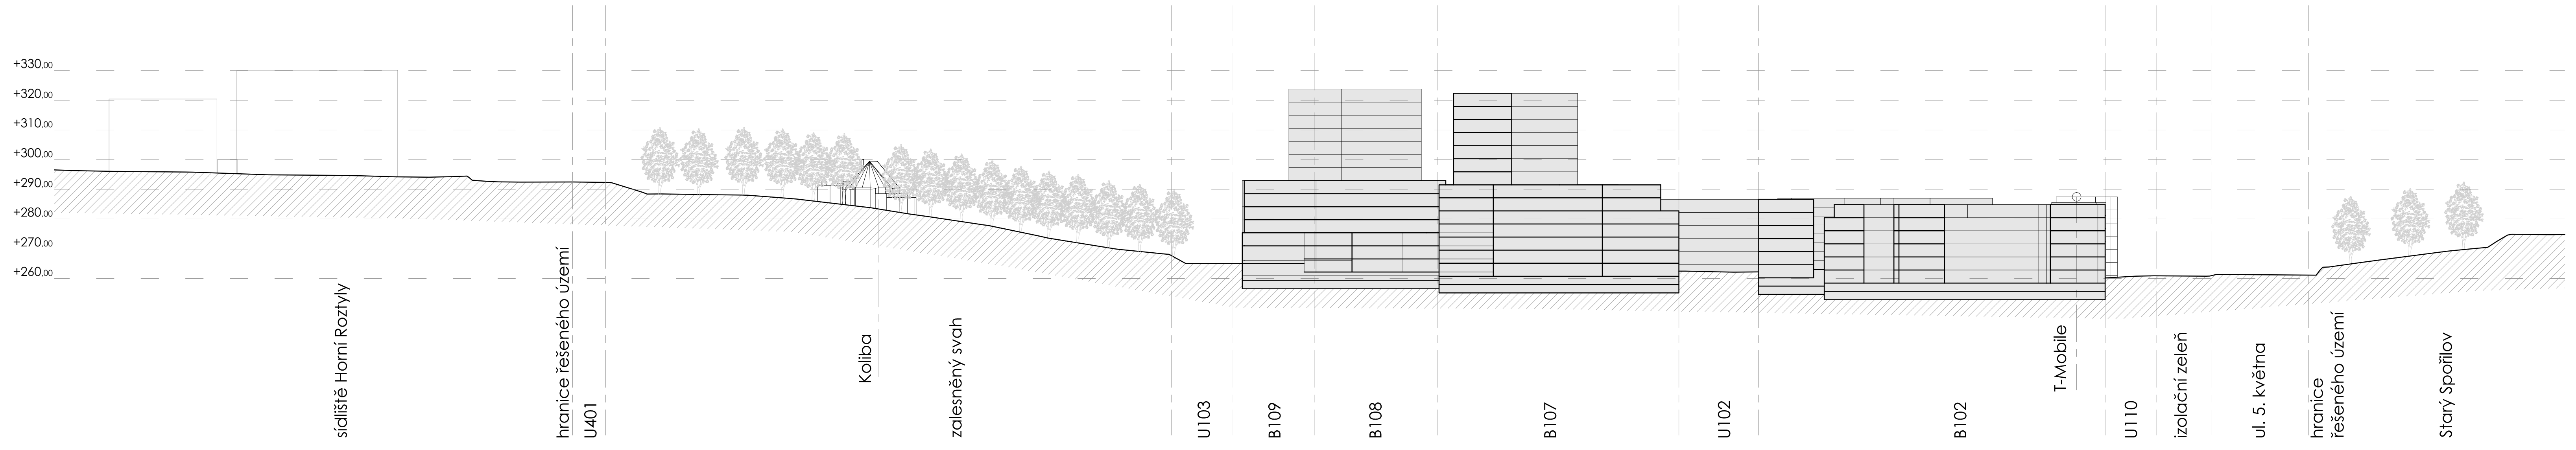 +330,00
+320,00
+310,00
+300,00
+290,00
+280,00
+270,00
+260,00
sídliště Horní Roztyly
hranice řešeného území
U401
Koliba
zalesněný svah
U103
B109
B108
B107
U102
B102
T-Mobile
U110
izolační zeleň
ul. 5. května
hranice
řešeného území
Starý Spořilov